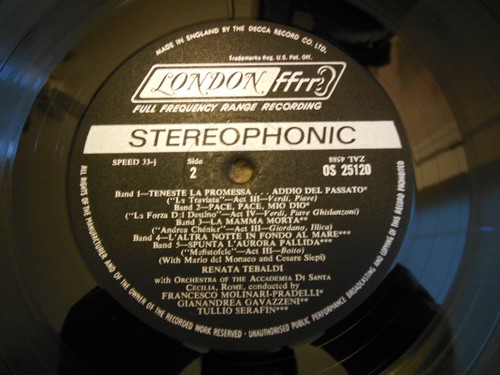 MADE IN ENGLAND BY THE DECCA RECORD CO. LTD.
Trademarks Reg. U.S. Pat. Off.
LONDON ffrr
FULL FREQUENCY RANGE RECORDING
STEREOPHONIC
SPEED 33-⅓
Side
2
ZAL 4588
OS 25120
Band 1—TENESTE LA PROMESSA . . . ADDIO DEL PASSATO*
("La Traviata"—Act III—Verdi, Piave)
Band 2—PACE, PACE, MIO DIO*
("La Forza D:l Destino"—Act IV—Verdi, Piave Ghislanzoni)
Band 3—LA MAMMA MORTA**
("Andrea Chénier"—Act III—Giordano, Illica)
Band 4—L'ALTRA NOTTE IN FONDO AL MARE***
Band 5—SPUNTA L'AURORA PALLIDA***
("Mefistofele"—Act III—Boito)
(With Mario del Monaco and Cesare Siepi)
RENATA TEBALDI
with ORCHESTRA OF THE ACCADEMIA DI SANTA
CECILIA, ROME, conducted by
FRANCESCO MOLINARI-PRADELLI*
GIANANDREA GAVAZZENI**
TULLIO SERAFIN***
ALL RIGHTS OF THE MANUFACTURER AND OF THE OWNER OF THE RECORDED WORK RESERVED · UNAUTHORISED PUBLIC PERFORMANCE BROADCASTING AND COPYING OF THIS RECORD PROHIBITED